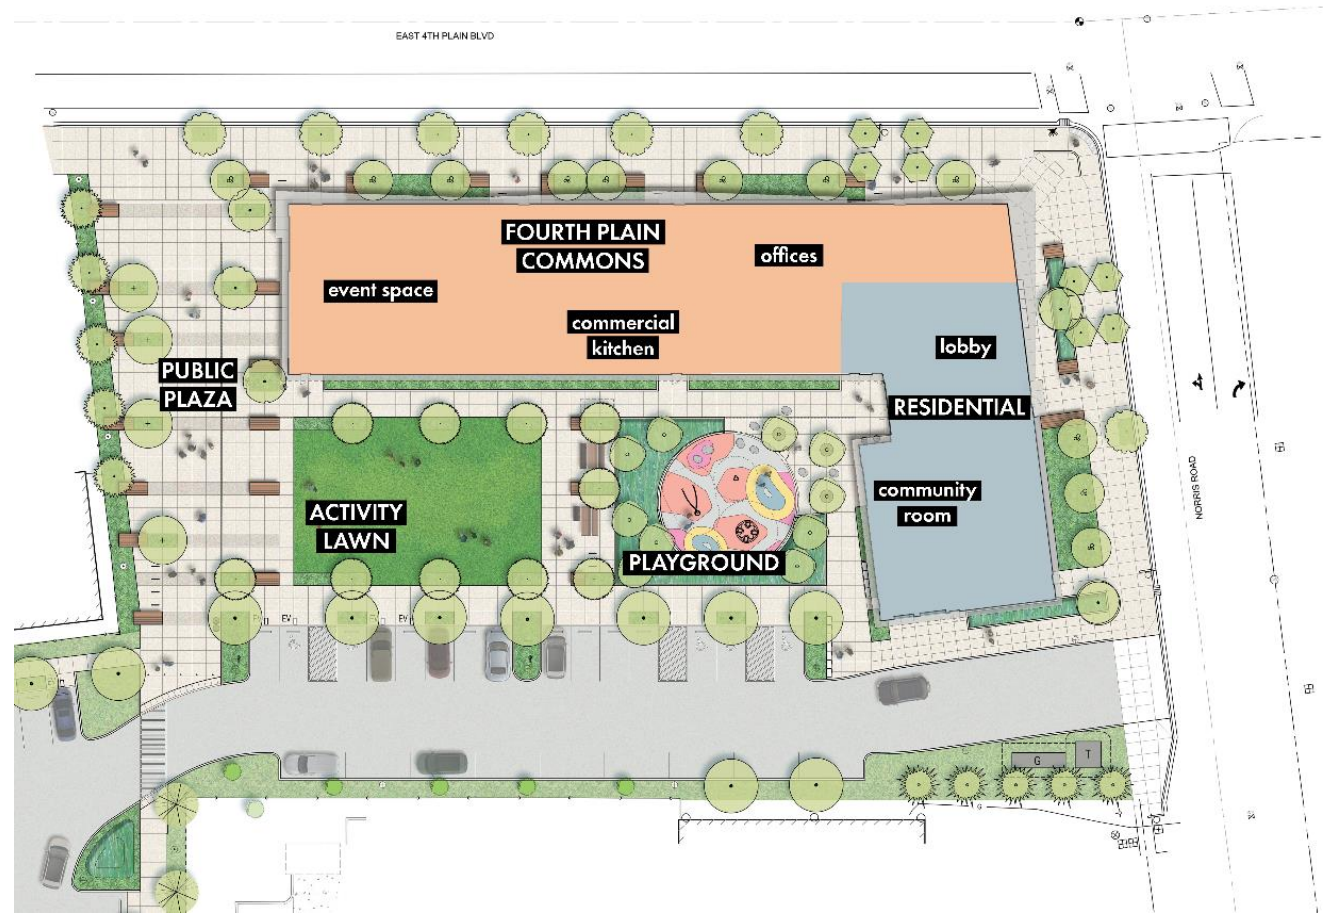 EAST 4TH PLAIN BLVD
FOURTH PLAIN
COMMONS
offices
event space
commercial
kitchen
lobby
PUBLIC
PLAZA
RESIDENTIAL
community
room
ACTIVITY
LAWN
PLAYGROUND
NORRIS ROAD
EV
EV
EV
G
T